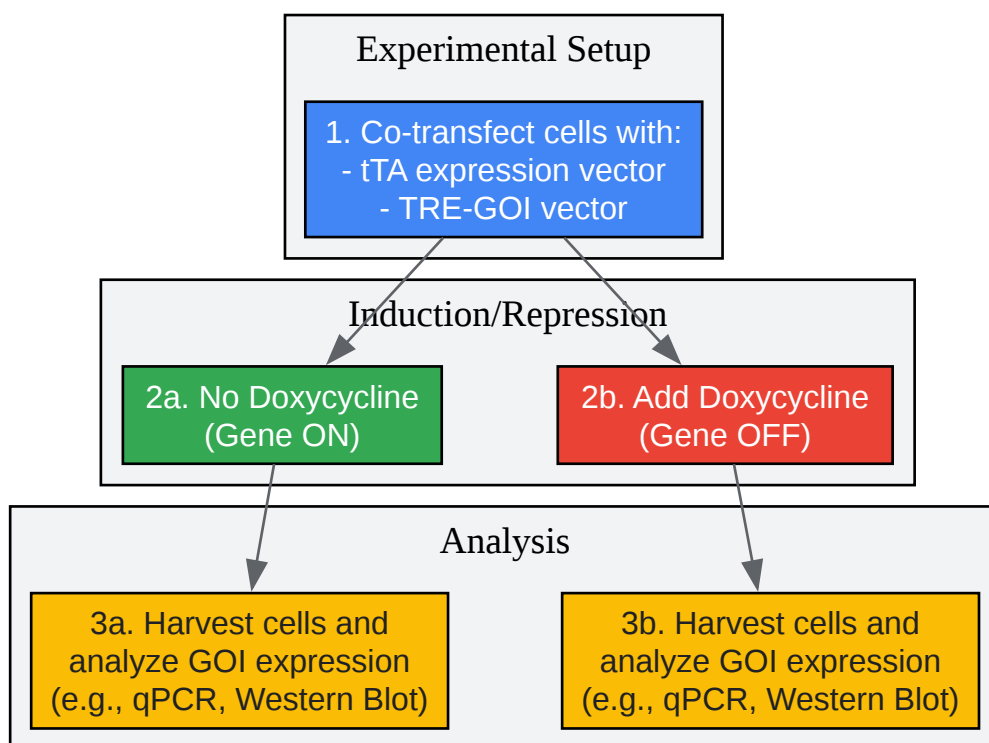 Experimental Setup
1. Co-transfect cells with:
- tTA expression vector
- TRE-GOI vector
Induction/Repression
2a. No Doxycycline
(Gene ON)
2b. Add Doxycycline
(Gene OFF)
Analysis
3a. Harvest cells and
analyze GOI expression
(e.g., qPCR, Western Blot)
3b. Harvest cells and
analyze GOI expression
(e.g., qPCR, Western Blot)